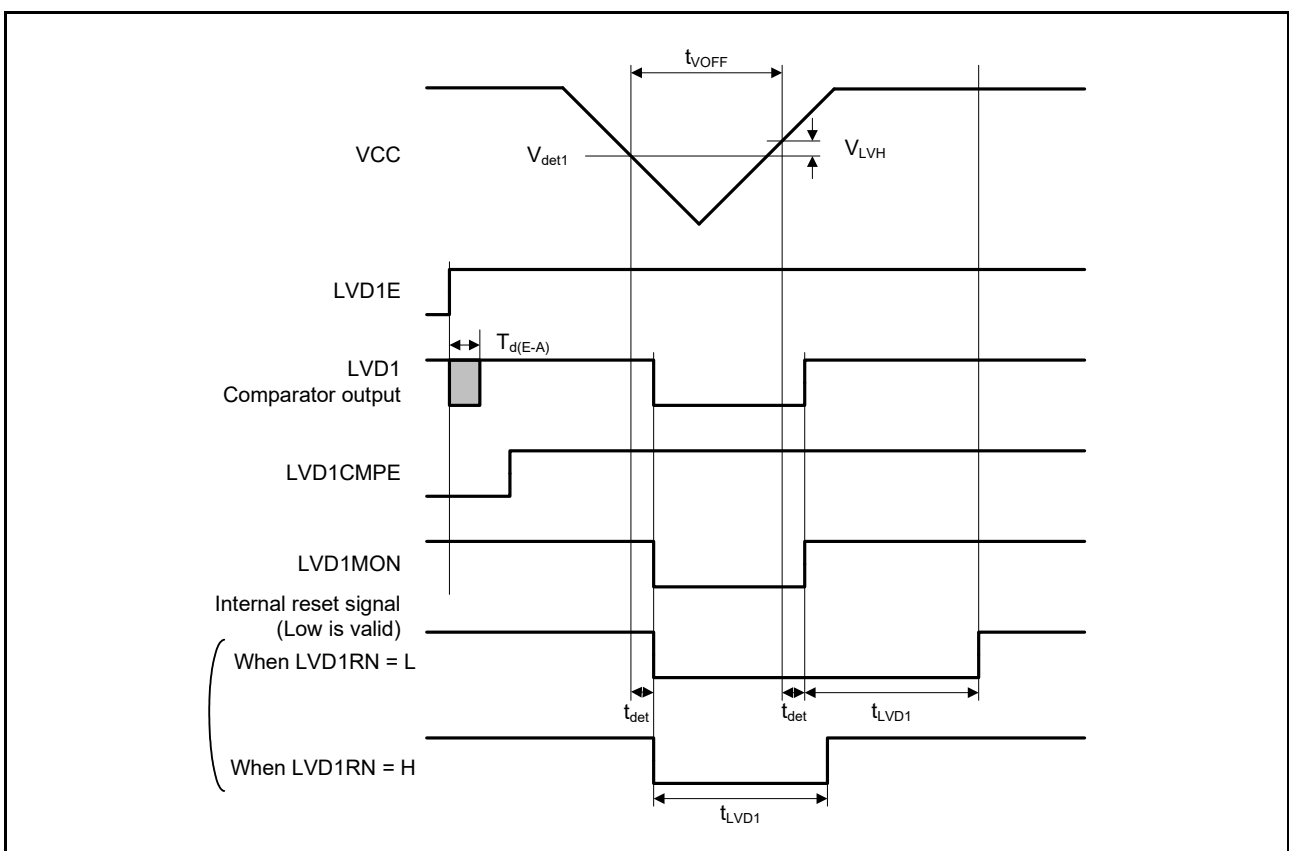 tVOFF
VCC
Vdet1
VLVH
LVD1E
Td(E-A)
LVD1
Comparator output
LVD1CMPE
LVD1MON
Internal reset signal
(Low is valid)
When LVD1RN = L
tdet
tdet
tLVD1
When LVD1RN = H
tLVD1